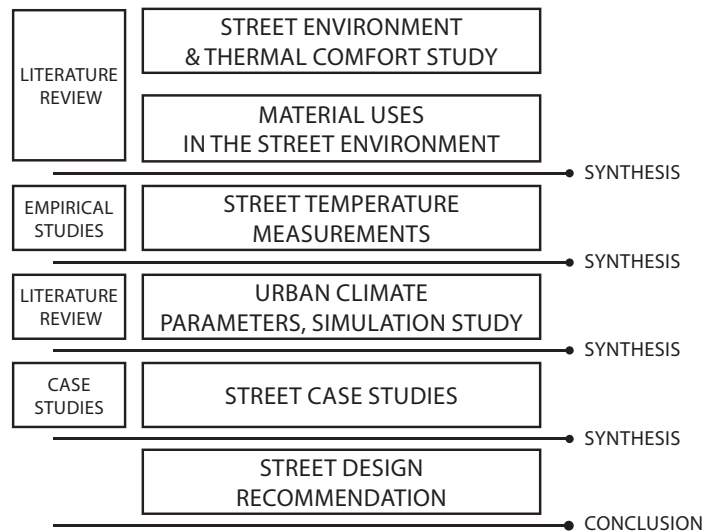 LITERATURE
REVIEW
STREET ENVIRONMENT
& THERMAL COMFORT STUDY
MATERIAL USES
IN THE STREET ENVIRONMENT
SYNTHESIS
EMPIRICAL
STUDIES
STREET TEMPERATURE
MEASUREMENTS
SYNTHESIS
LITERATURE
REVIEW
URBAN CLIMATE
PARAMETERS, SIMULATION STUDY
SYNTHESIS
CASE
STUDIES
STREET CASE STUDIES
SYNTHESIS
STREET DESIGN
RECOMMENDATION
CONCLUSION